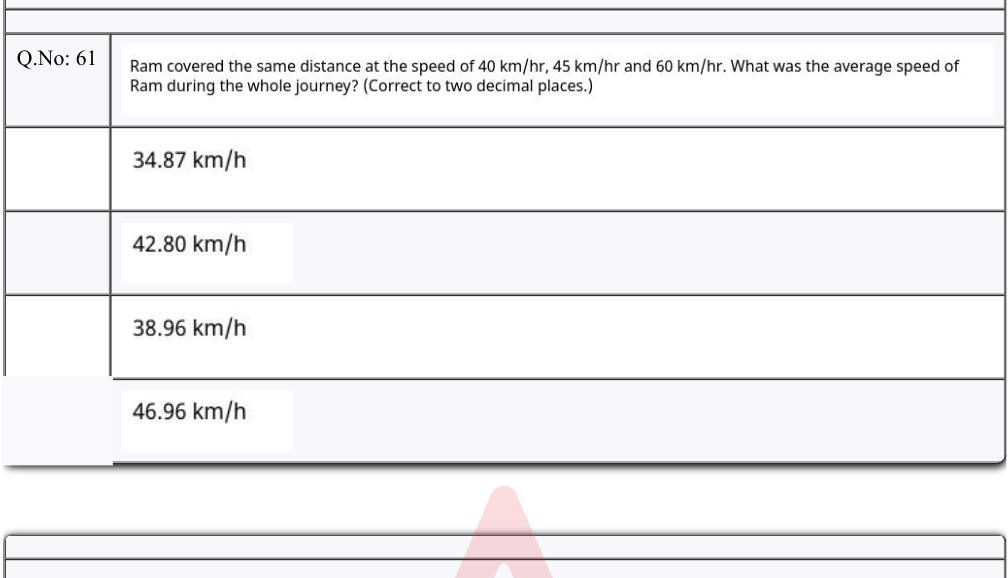 Q.No: 61
Ram covered the same distance at the speed of 40 km/hr, 45 km/hr and 60 km/hr. What was the average speed of
Ram during the whole journey? (Correct to two decimal places.)
34.87 km/h
42.80 km/h
38.96 km/h
46.96 km/h